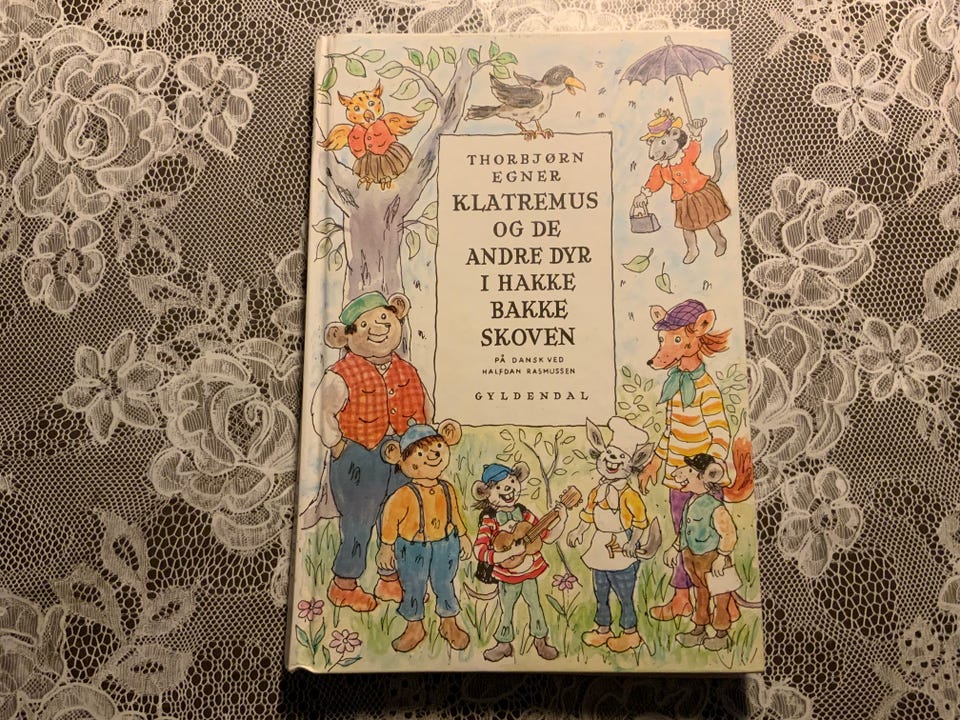 THORBJØRN
EGNER
KLATREMUS
OG DE
ANDRE DYR
I HAKKE
BAKKE
SKOVEN
PÅ DANSK VED
HALFDAN RASMUSSEN
GYLDENDAL